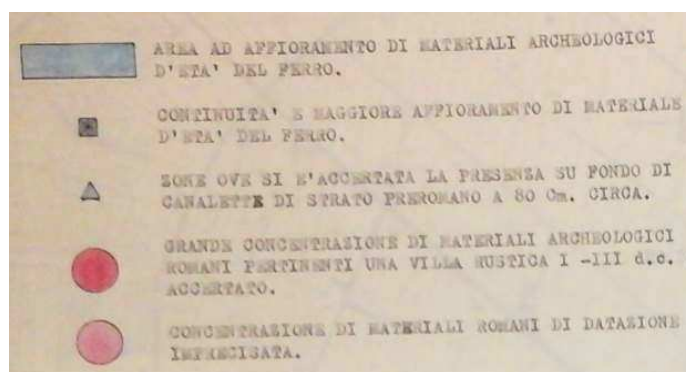 AREA AD AFFIORAMENTO DI MATERIALI ARCHEOLOGICI
D'ETA' DEL FERRO.
CONTINUITA' E MAGGIORE AFFIORAMENTO DI MATERIALE
D'ETA' DEL FERRO.
ZONE OVE SI E'ACCERTATA LA PRESENZA SU FONDO DI
CANALETTE DI STRATO PREROMANO A 80 Cm. CIRCA.
GRANDE CONCENTRAZIONE DI MATERIALI ARCHEOLOGICI
ROMANI PERTINENTI UNA VILLA RUSTICA I -III d.c.
ACCERTATO.
CONCENTRAZIONE DI MATERIALI ROMANI DI DATAZIONE
IMPRECISATA.